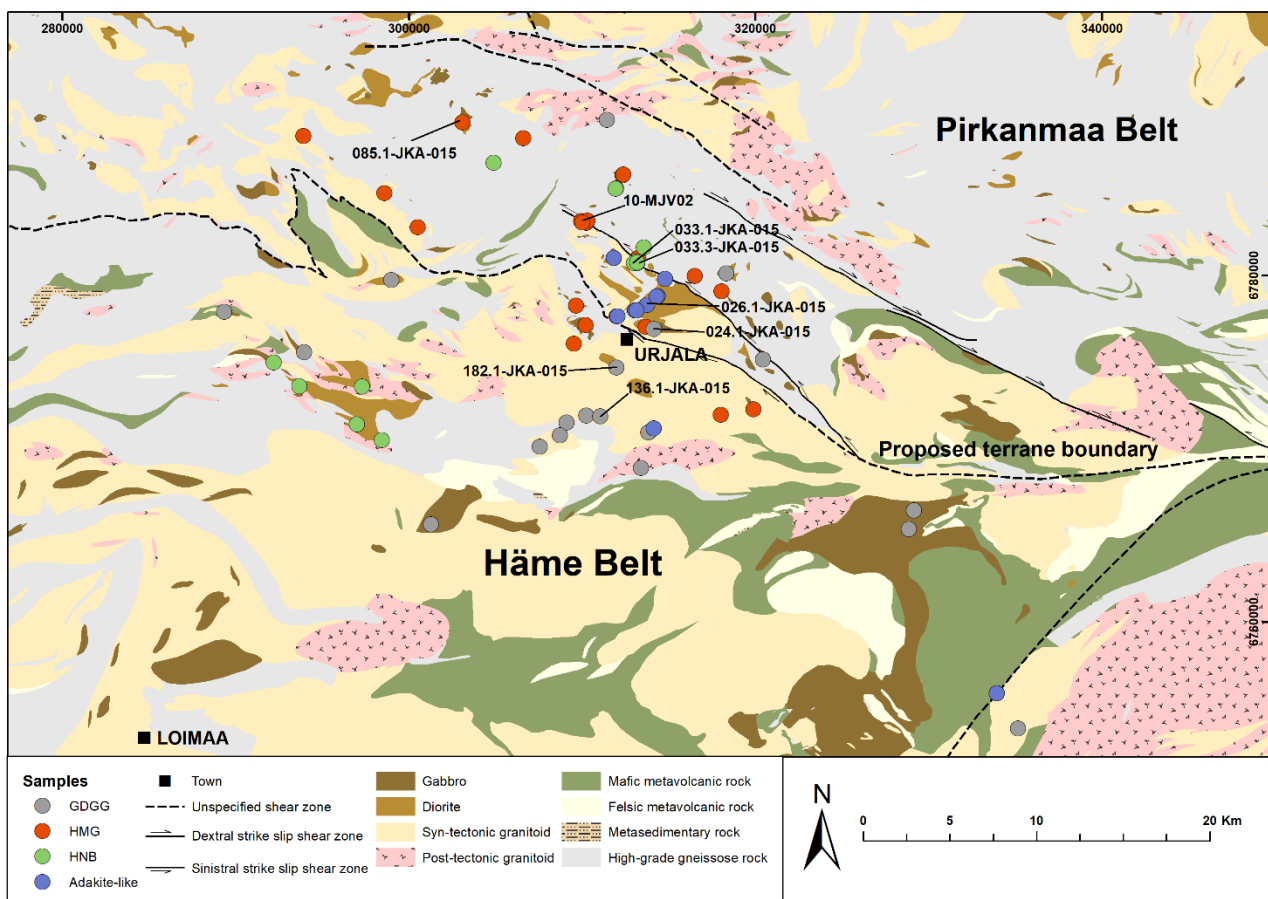 280000
300000
320000
340000
Pirkanmaa Belt
085.1-JKA-015
10-MJV02
033.1-JKA-015
033.3-JKA-015
6780000
026.1-JKA-015
024.1-JKA-015
URJALA
182.1-JKA-015
136.1-JKA-015
Proposed terrane boundary
Häme Belt
6760000
LOIMAA
Samples
GDGG
HMG
HNB
Adakite-like
Town
Unspecified shear zone
Dextral strike slip shear zone
Sinistral strike slip shear zone
Gabbro
Diorite
Syn-tectonic granitoid
Post-tectonic granitoid
Mafic metavolcanic rock
Felsic metavolcanic rock
Metasedimentary rock
High-grade gneissose rock
N
0 5 10 20 Km